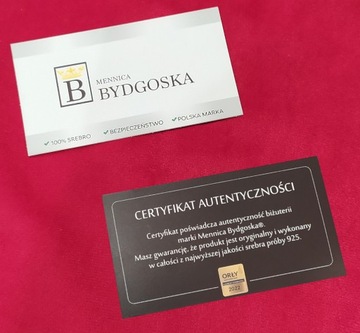 B
MENNICA
BYDGOSKA
✓ 100% SREBRO ✓ BEZPIECZEŃSTWO ✓ POLSKA MARKA
CERTYFIKAT AUTENTYCZNOŚCI
Certyfikat poświadcza autentyczność biżuterii
marki Mennica Bydgoska®.
Masz gwarancję, że produkt jest oryginalny i wykonany
w całości z najwyższej jakości srebra próby 925.
ORŁY
2022